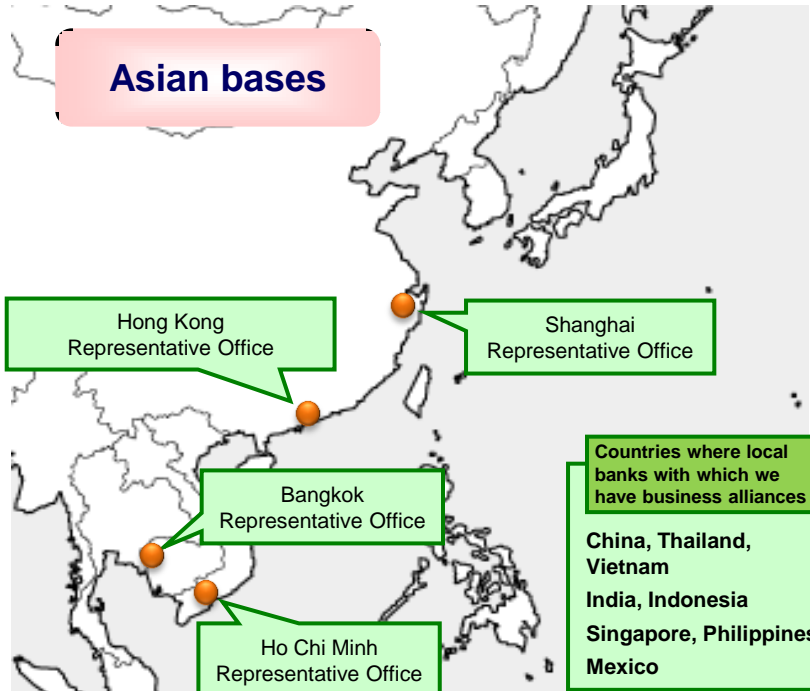 Asian bases
Hong Kong
Representative Office
Shanghai
Representative Office
Bangkok
Representative Office
Ho Chi Minh
Representative Office
Countries where local
banks with which we
have business alliances
China, Thailand,
Vietnam
India, Indonesia
Singapore, Philippines
Mexico